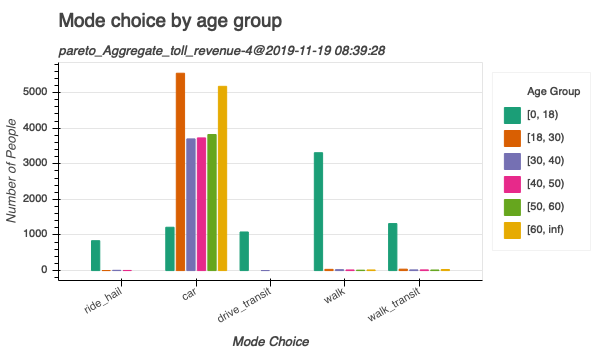 Mode choice by age group
pareto_Aggregate_toll_revenue-4@2019-11-19 08:39:28
Number of People
5000
4000
3000
2000
1000
0
ride_hail
car
drive_transit
walk
walk_transit
Mode Choice
Age Group
[0, 18)
[18, 30)
[30, 40)
[40, 50)
[50, 60)
[60, inf)